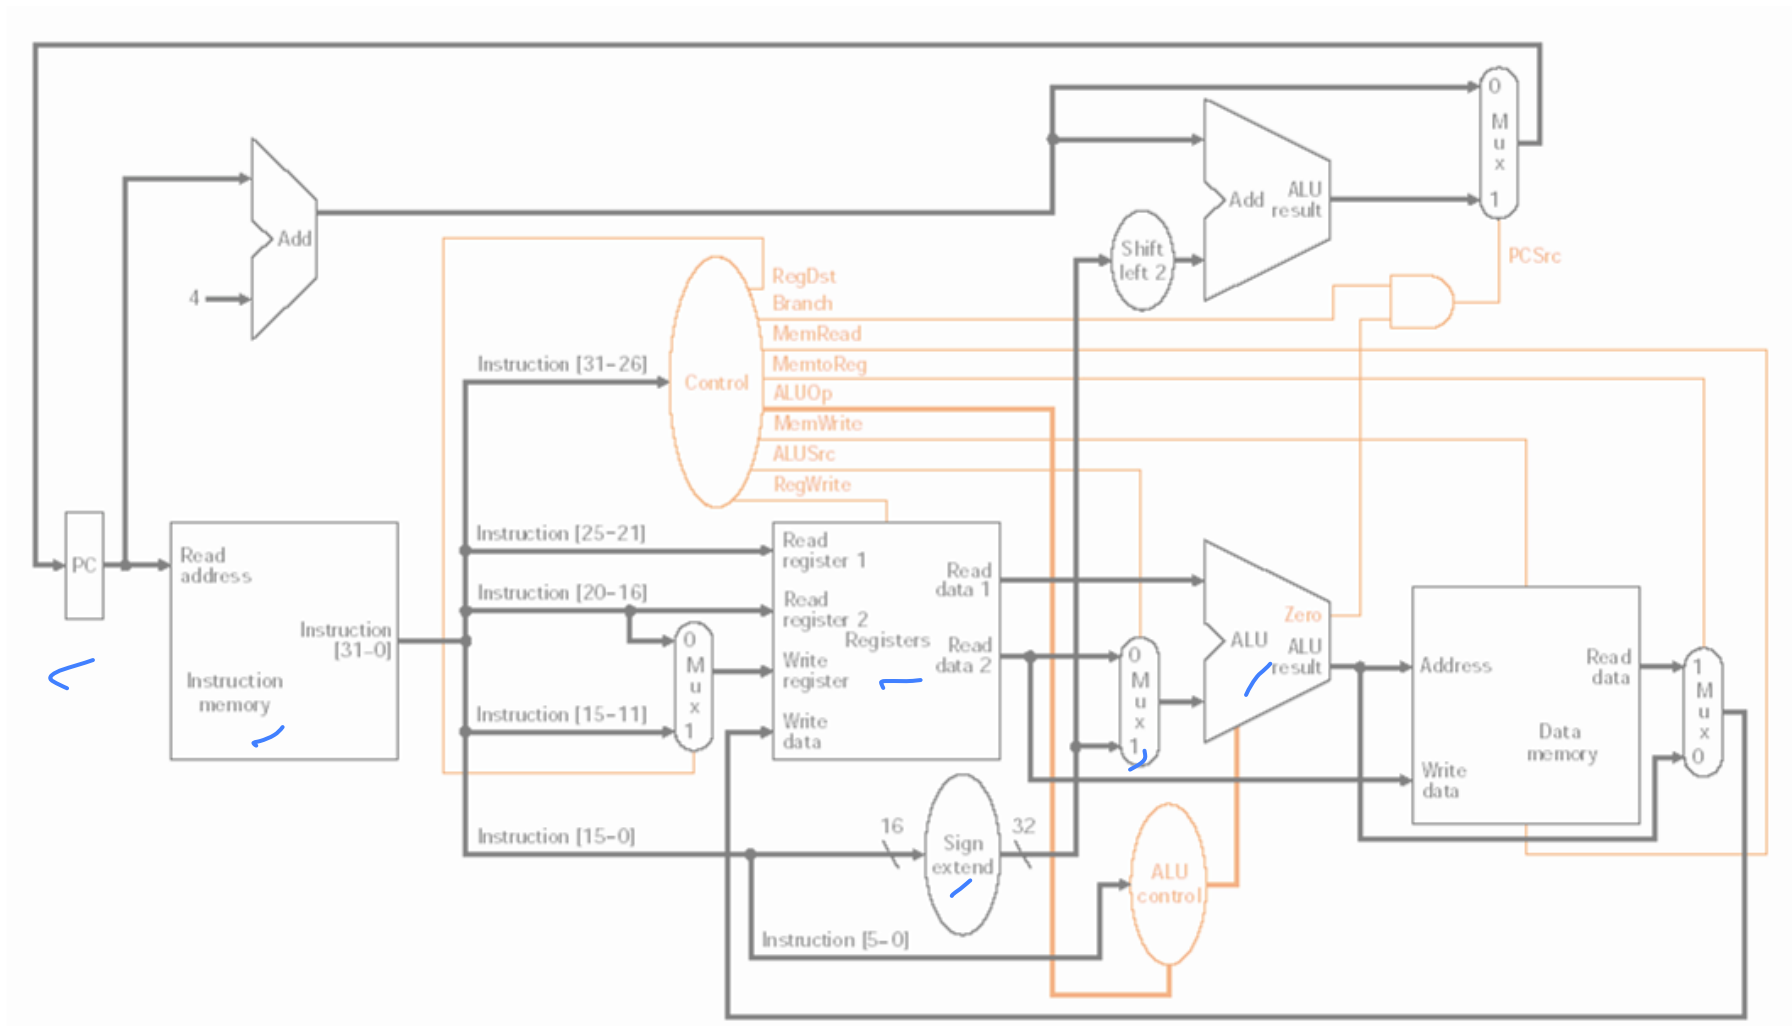 0
M
u
x
1
Add
ALU
result
Shift
left 2
Add
4
PCSrc
RegDst
Branch
MemRead
MemtoReg
ALUOp
MemWrite
ALUSrc
RegWrite
Control
Instruction [31–26]
Instruction [25–21]
Instruction [20–16]
Instruction [15–11]
Instruction [15–0]
Instruction [5–0]
PC
Read
address
Instruction
[31–0]
Instruction
memory
0
M
u
x
1
Read
register 1
Read
register 2
Write
register
Write
data
Registers
Read
data 1
Read
data 2
0
M
u
x
1
Zero
ALU
ALU
result
Address
Write
data
Read
data
Data
memory
1
M
u
x
0
16
Sign
extend
32
ALU
control